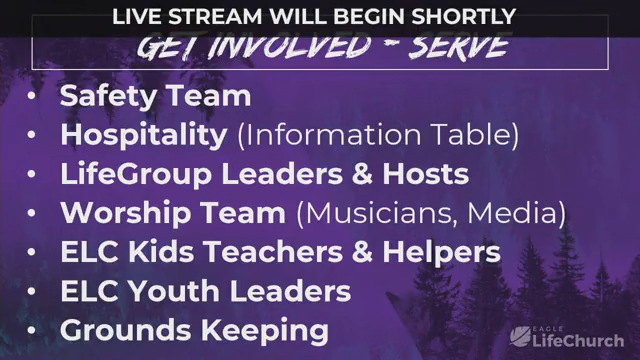 LIVE STREAM WILL BEGIN SHORTLY
GET INVOLVED - SERVE
• Safety Team
• Hospitality (Information Table)
• LifeGroup Leaders & Hosts
• Worship Team (Musicians, Media)
• ELC Kids Teachers & Helpers
• ELC Youth Leaders
• Grounds Keeping
EAGLE
LifeChurch